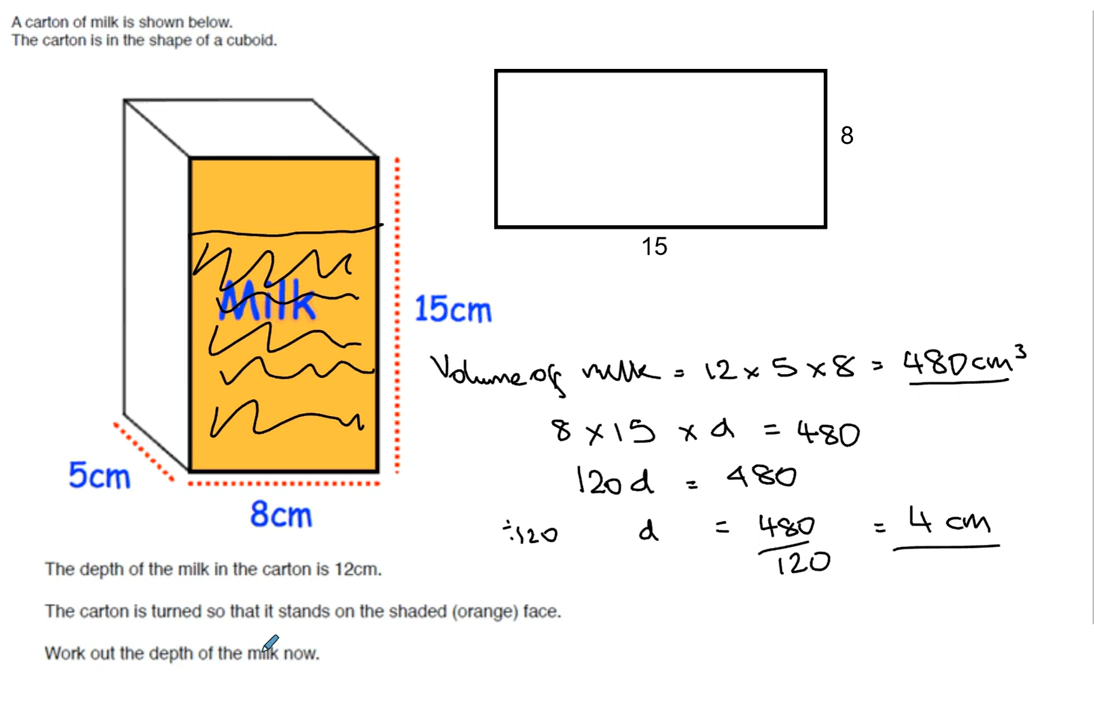 A carton of milk is shown below.
The carton is in the shape of a cuboid.
8
15
Milk
15cm
5cm
8cm
Volume of milk = 12 × 5 × 8 = 480cm³
8 × 15 × d = 480
120d = 480
÷120 d = 480/120 = 4 cm
The depth of the milk in the carton is 12cm.
The carton is turned so that it stands on the shaded (orange) face.
Work out the depth of the milk now.